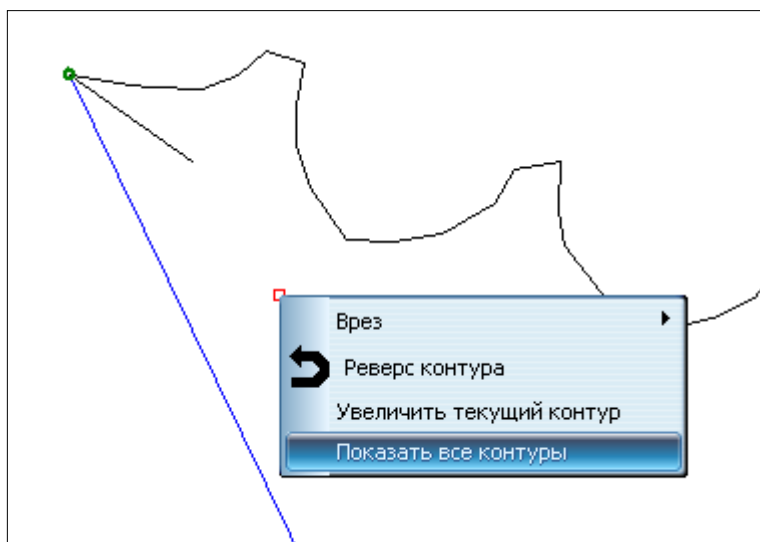 Врез
Реверс контура
Увеличить текущий контур
Показать все контуры